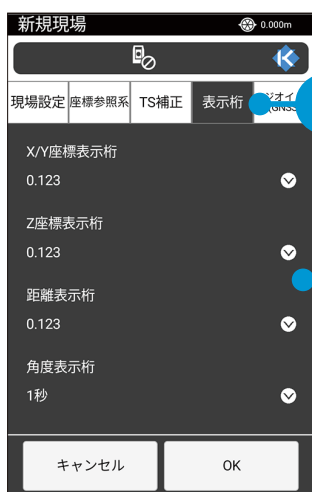 新規現場
0.000m
現場設定 座標参照系 TS補正 表示桁
X/Y座標表示桁
0.123
Z座標表示桁
0.123
距離表示桁
0.123
角度表示桁
1秒
キャンセル OK